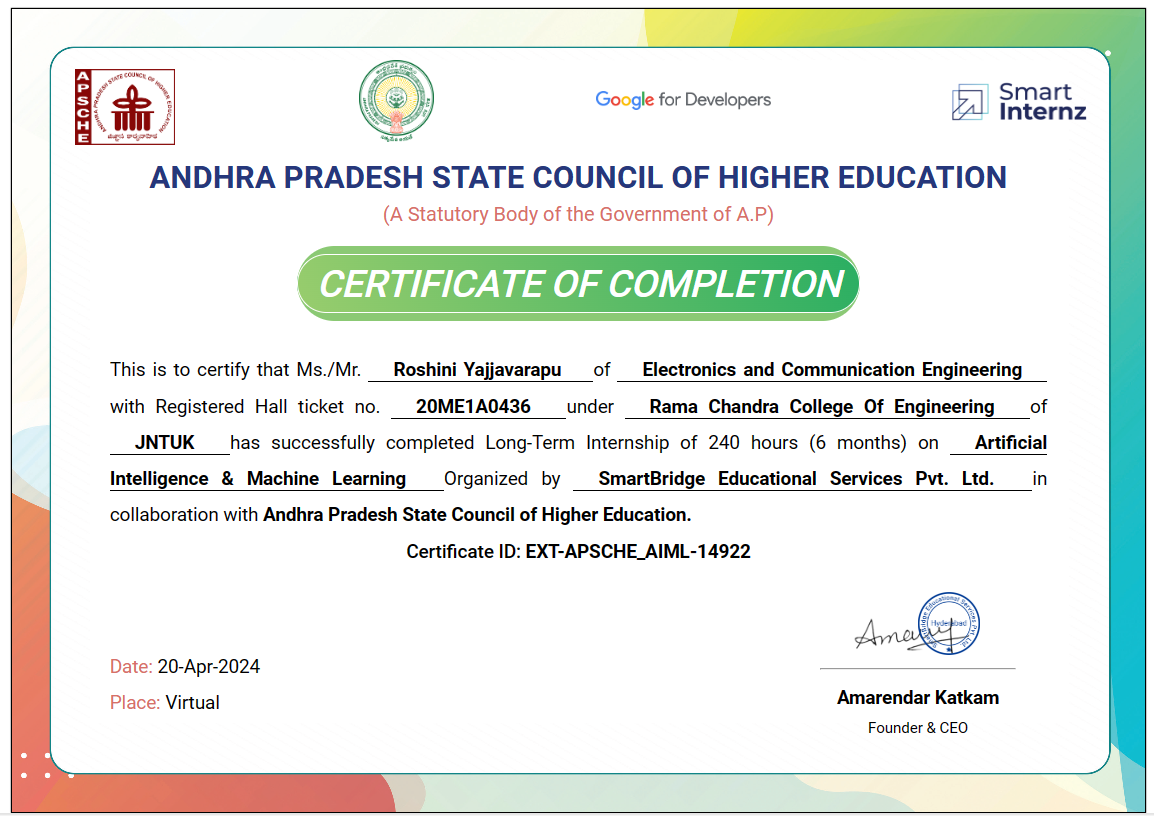 APSCHE
ANDHRA PRADESH STATE COUNCIL OF HIGHER EDUCATION
Google for Developers
Smart
Internz
ANDHRA PRADESH STATE COUNCIL OF HIGHER EDUCATION
(A Statutory Body of the Government of A.P)
CERTIFICATE OF COMPLETION
This is to certify that Ms./Mr. Roshini Yajjavarapu of Electronics and Communication Engineering
with Registered Hall ticket no. 20ME1A0436 under Rama Chandra College Of Engineering of
JNTUK has successfully completed Long-Term Internship of 240 hours (6 months) on Artificial
Intelligence & Machine Learning Organized by SmartBridge Educational Services Pvt. Ltd. in
collaboration with Andhra Pradesh State Council of Higher Education.
Certificate ID: EXT-APSCHE_AIML-14922
SmartBridge Educational Services Pvt. Ltd.
Hyderabad
Date: 20-Apr-2024
Place: Virtual
Amarendar Katkam
Founder & CEO